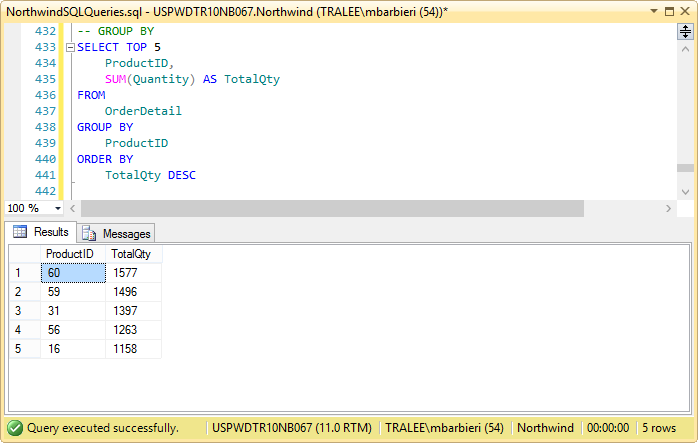 NorthwindSQLQueries.sql - USPWDTR10NB067.Northwind (TRALEE\mbarbieri (54))*
432 -- GROUP BY
433 SELECT TOP 5
434 ProductID,
435 SUM(Quantity) AS TotalQty
436 FROM
437 OrderDetail
438 GROUP BY
439 ProductID
440 ORDER BY
441 TotalQty DESC
442
100 %
Results Messages
ProductID TotalQty
1 60 1577
2 59 1496
3 31 1397
4 56 1263
5 16 1158
Query executed successfully. USPWDTR10NB067 (11.0 RTM) TRALEE\mbarbieri (54) Northwind 00:00:00 5 rows